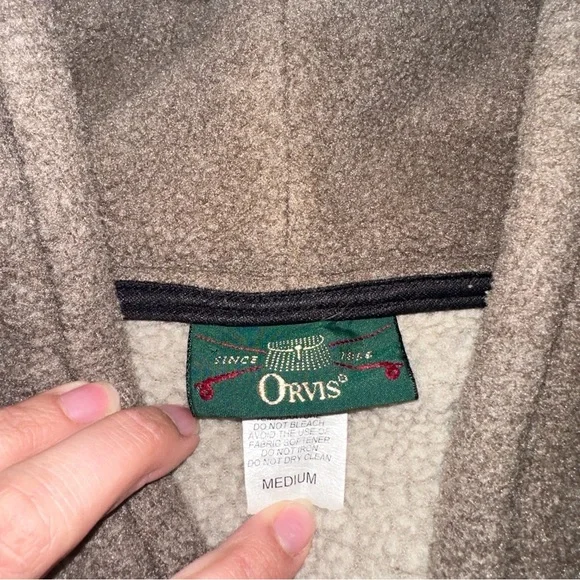 SINCE 1856
ORVIS®
DO NOT BLEACH
AVOID THE USE OF
FABRIC SOFTENER
DO NOT IRON
DO NOT DRY CLEAN
MEDIUM